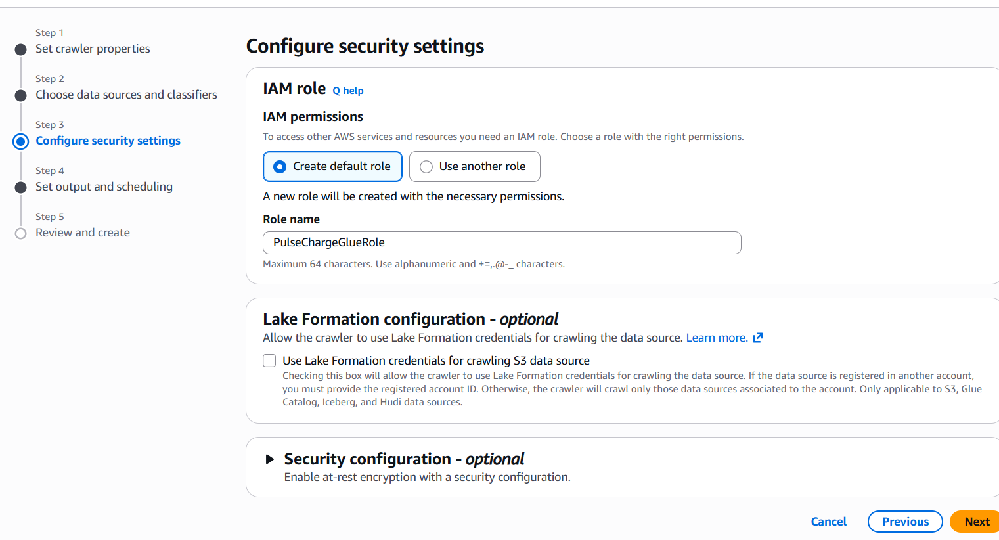 Step 1
Set crawler properties
Step 2
Choose data sources and classifiers
Step 3
Configure security settings
Step 4
Set output and scheduling
Step 5
Review and create
Configure security settings
IAM role Q help
IAM permissions
To access other AWS services and resources you need an IAM role. Choose a role with the right permissions.
Create default role Use another role
A new role will be created with the necessary permissions.
Role name
PulseChargeGlueRole
Maximum 64 characters. Use alphanumeric and +=,.@-_ characters.
Lake Formation configuration - optional
Allow the crawler to use Lake Formation credentials for crawling the data source. Learn more.
Use Lake Formation credentials for crawling S3 data source
Checking this box will allow the crawler to use Lake Formation credentials for crawling the data source. If the data source is registered in another account,
you must provide the registered account ID. Otherwise, the crawler will crawl only those data sources associated to the account. Only applicable to S3, Glue
Catalog, Iceberg, and Hudi data sources.
Security configuration - optional
Enable at-rest encryption with a security configuration.
Cancel Previous Next